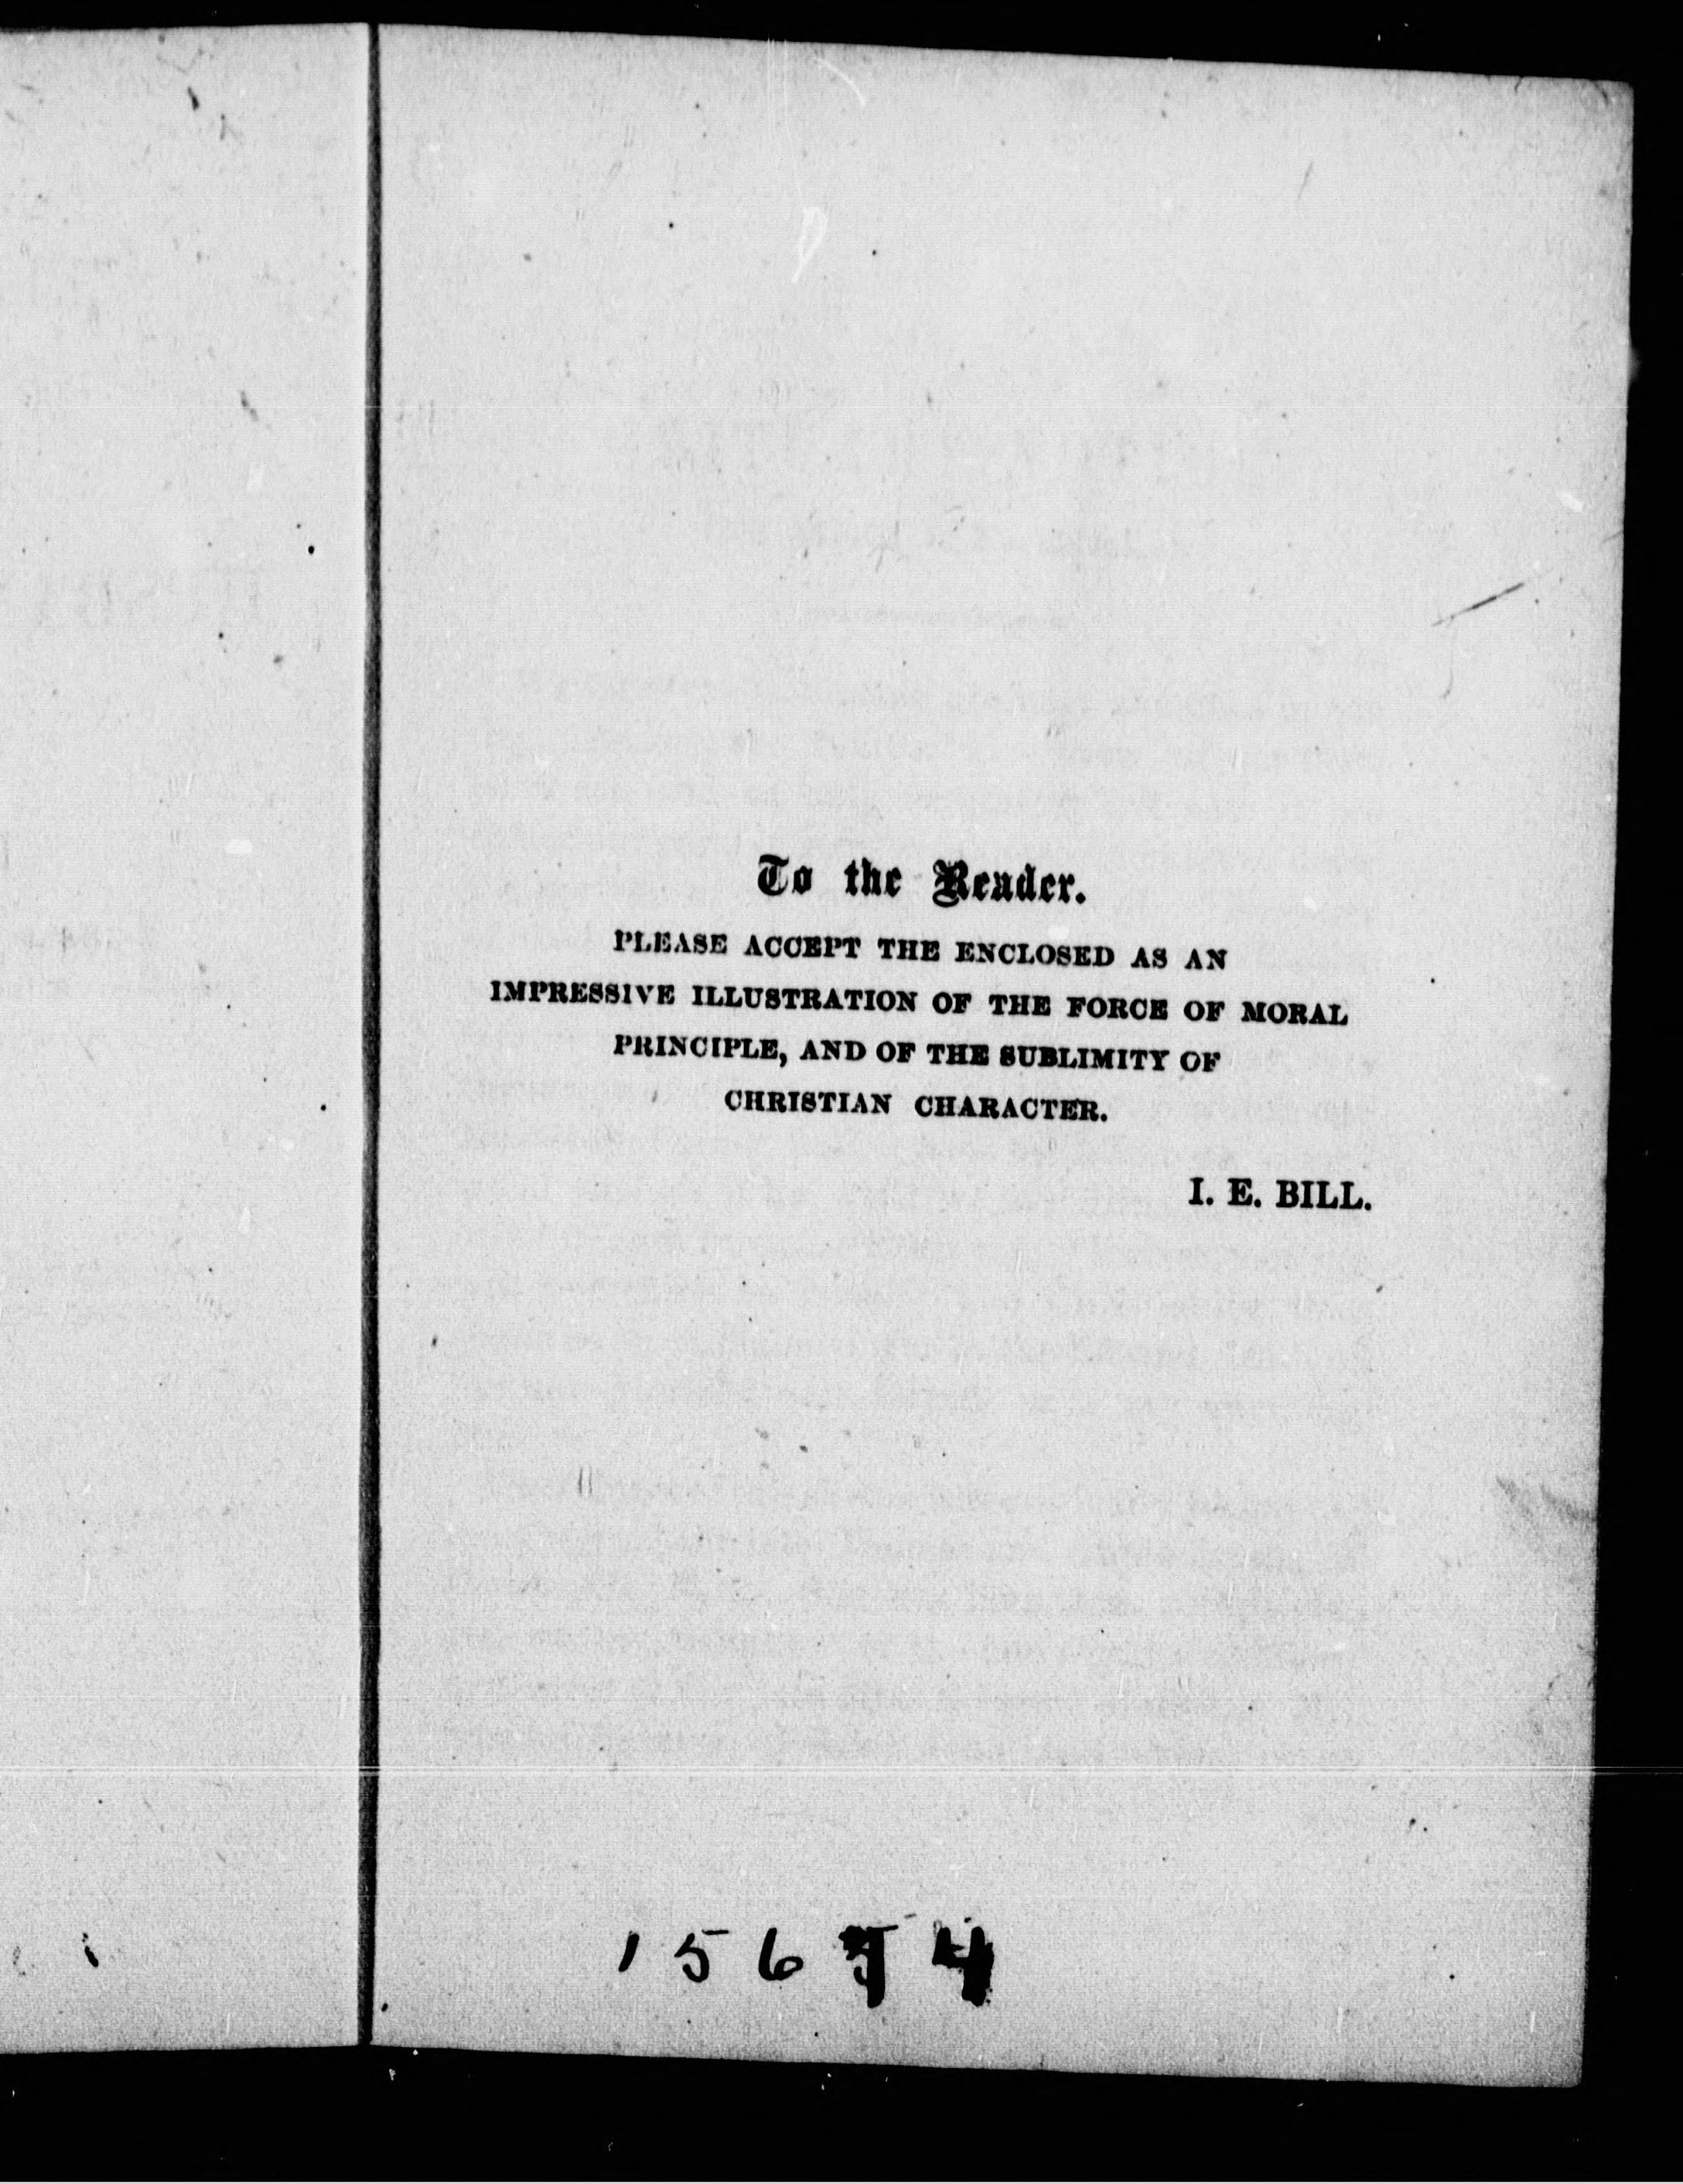 To the Reader.
PLEASE ACCEPT THE ENCLOSED AS AN
IMPRESSIVE ILLUSTRATION OF THE FORCE OF MORAL
PRINCIPLE, AND OF THE SUBLIMITY OF
CHRISTIAN CHARACTER.
I. E. BILL.